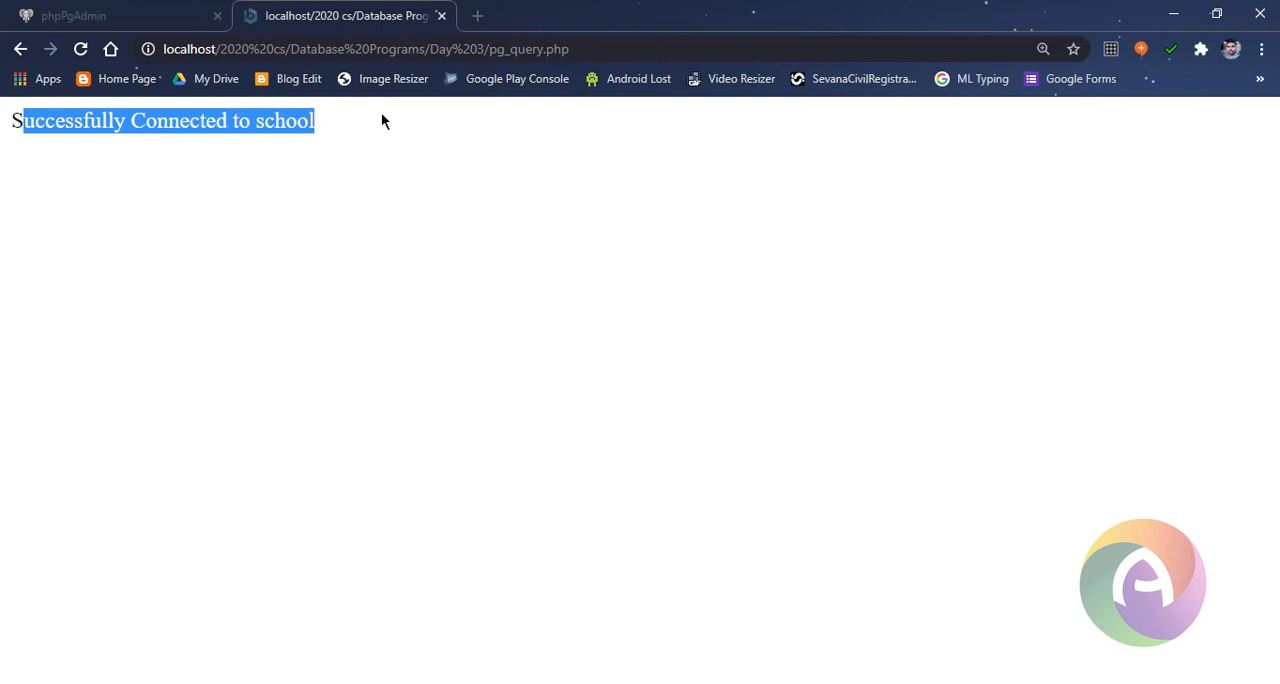 phpPgAdmin
localhost/2020 cs/Database Prog
localhost/2020%20cs/Database%20Programs/Day%203/pg_query.php
Apps Home Page My Drive Blog Edit Image Resizer Google Play Console Android Lost Video Resizer SevanaCivilRegistra... ML Typing Google Forms »
Successfully Connected to school
A